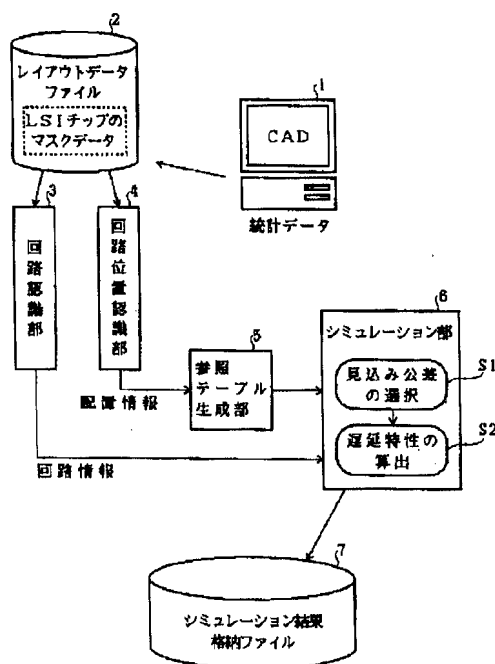 2
レイアウトデータ
ファイル
LSIチップの
マスクデータ
1
CAD
統計データ
3
回路認識部
4
回路位置認識部
配置情報
5
参照
テーブル
生成部
6
シミュレーション部
見込み公差
の選択
S1
遅延特性の
算出
S2
回路情報
7
シミュレーション結果
格納ファイル